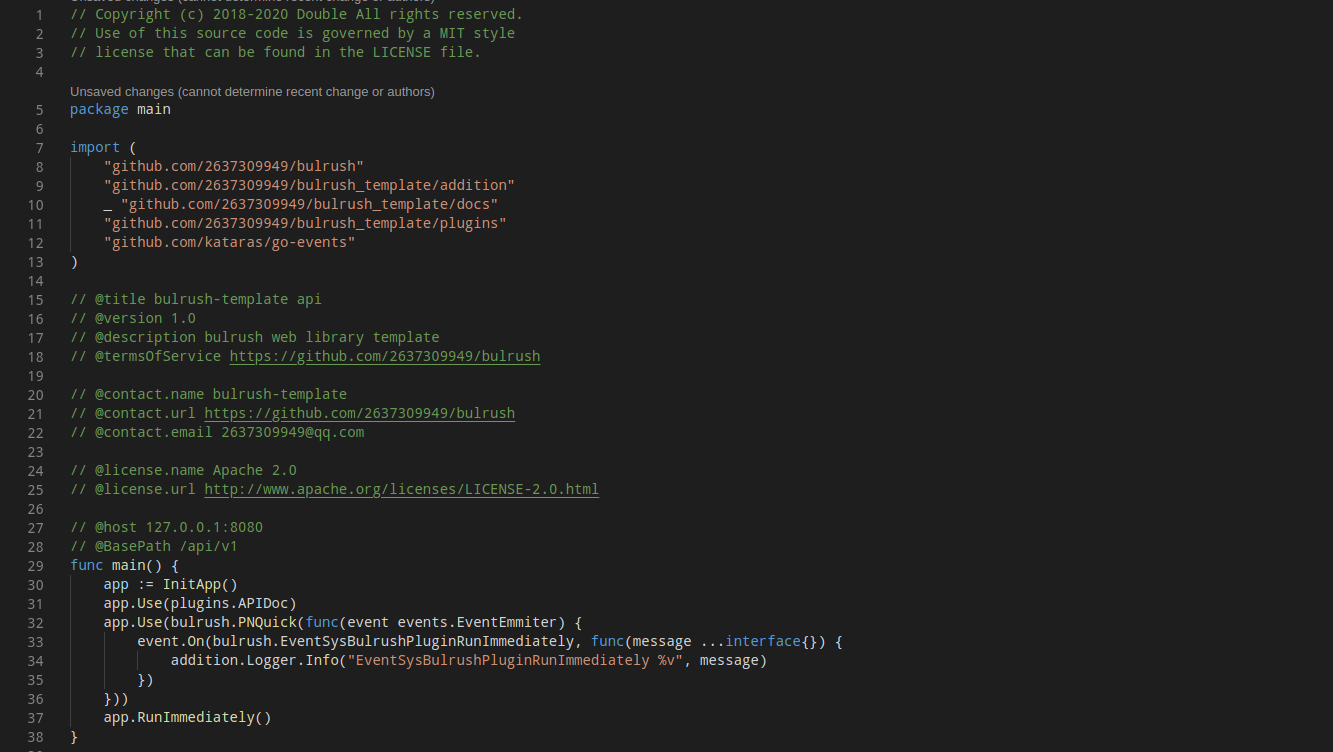 Unsaved changes (cannot determine recent change or authors)
1 // Copyright (c) 2018-2020 Double All rights reserved.
2 // Use of this source code is governed by a MIT style
3 // license that can be found in the LICENSE file.
4
Unsaved changes (cannot determine recent change or authors)
5 package main
6
7 import (
8     "github.com/2637309949/bulrush"
9     "github.com/2637309949/bulrush_template/addition"
10     _ "github.com/2637309949/bulrush_template/docs"
11     "github.com/2637309949/bulrush_template/plugins"
12     "github.com/kataras/go-events"
13 )
14
15 // @title bulrush-template api
16 // @version 1.0
17 // @description bulrush web library template
18 // @termsOfService https://github.com/2637309949/bulrush
19
20 // @contact.name bulrush-template
21 // @contact.url https://github.com/2637309949/bulrush
22 // @contact.email 2637309949@qq.com
23
24 // @license.name Apache 2.0
25 // @license.url http://www.apache.org/licenses/LICENSE-2.0.html
26
27 // @host 127.0.0.1:8080
28 // @BasePath /api/v1
29 func main() {
30     app := InitApp()
31     app.Use(plugins.APIDoc)
32     app.Use(bulrush.PNQuick(func(event events.EventEmmiter) {
33         event.On(bulrush.EventSysBulrushPluginRunImmediately, func(message ...interface{}) {
34             addition.Logger.Info("EventSysBulrushPluginRunImmediately %v", message)
35         })
36     }))
37     app.RunImmediately()
38 }